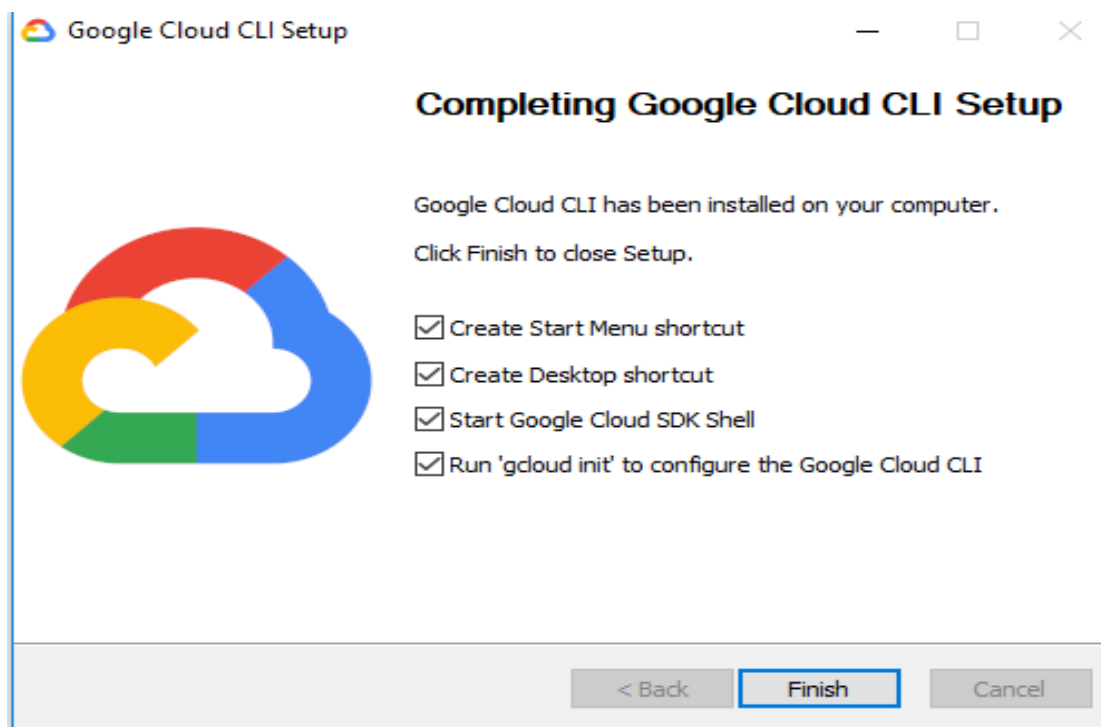 Google Cloud CLI Setup
Completing Google Cloud CLI Setup
Google Cloud CLI has been installed on your computer.
Click Finish to close Setup.
Create Start Menu shortcut
Create Desktop shortcut
Start Google Cloud SDK Shell
Run 'gcloud init' to configure the Google Cloud CLI
< Back
Finish
Cancel